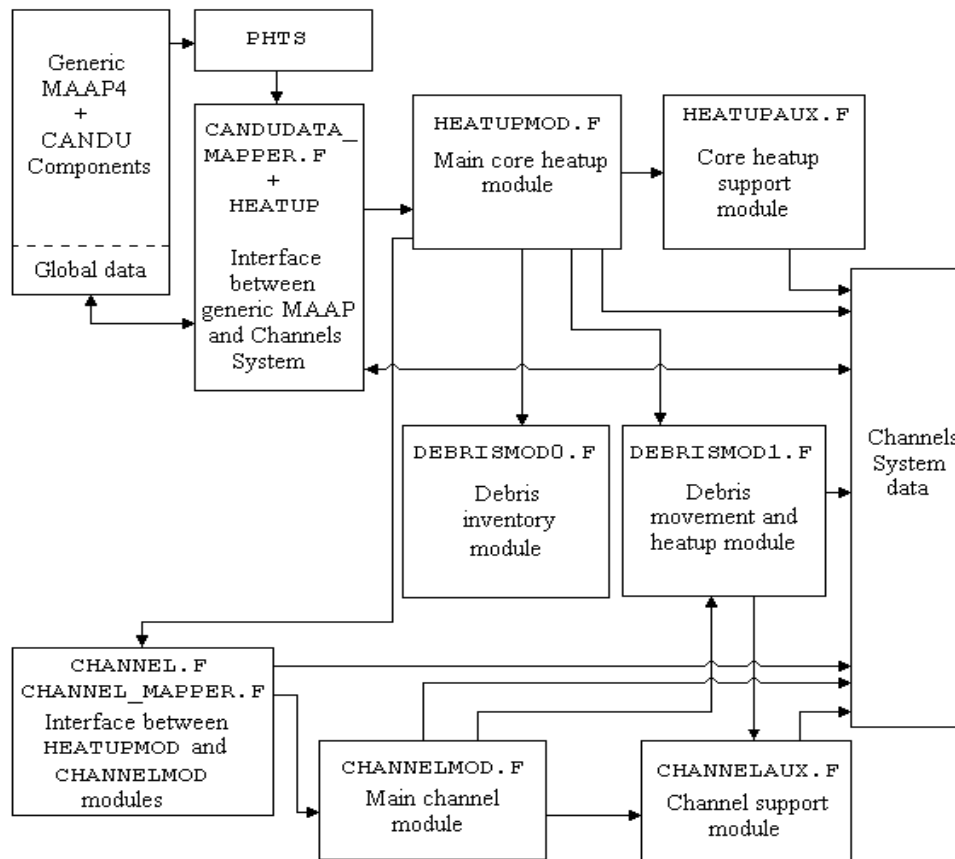 Generic
MAAP4
+
CANDU
Components
Global data
PHTS
CANDUDATA_
MAPPER.F
+
HEATUP
Interface
between
generic MAAP
and Channels
System
HEATUPMOD.F
Main core heatup
module
HEATUPAUX.F
Core heatup
support
module
DEBRISMOD0.F
Debris
inventory
module
DEBRISMOD1.F
Debris
movement and
heatup module
Channels
System
data
CHANNEL.F
CHANNEL_MAPPER.F
Interface between
HEATUPMOD and
CHANNELMOD
modules
CHANNELMOD.F
Main channel
module
CHANNELAUX.F
Channel support
module